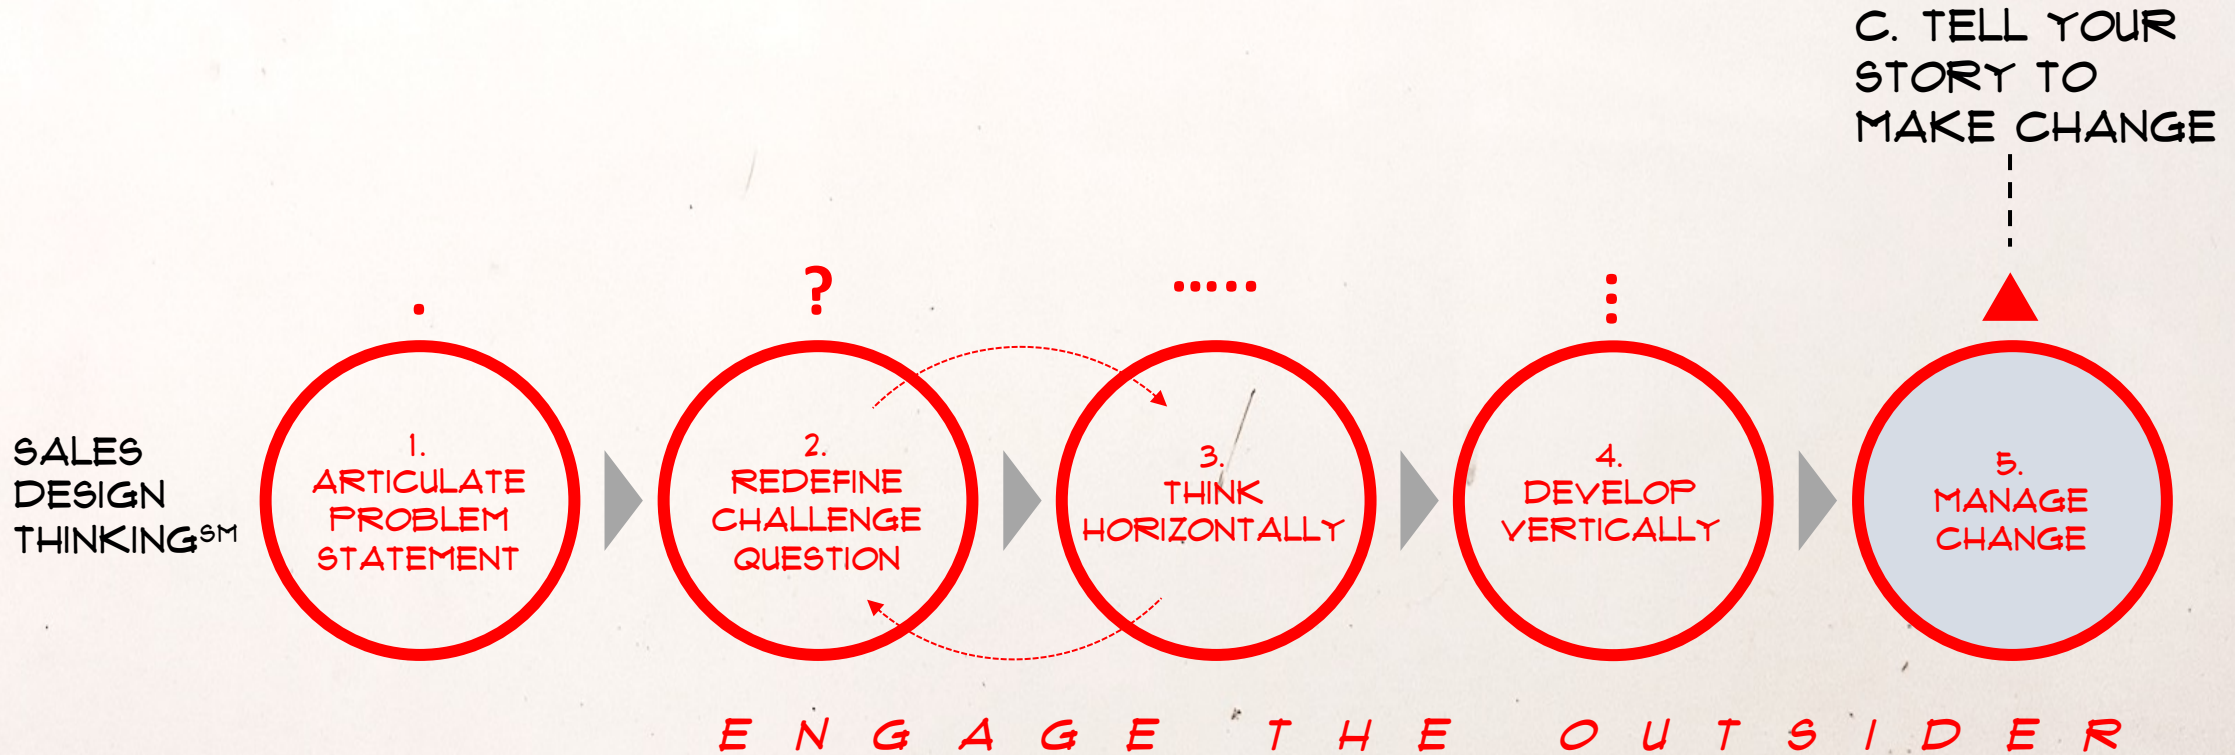 C. TELL YOUR
STORY TO
MAKE CHANGE
?
SALES
DESIGN
THINKING℠
1.
ARTICULATE
PROBLEM
STATEMENT
2.
REDEFINE
CHALLENGE
QUESTION
3.
THINK
HORIZONTALLY
4.
DEVELOP
VERTICALLY
5.
MANAGE
CHANGE
ENGAGE THE OUTSIDER